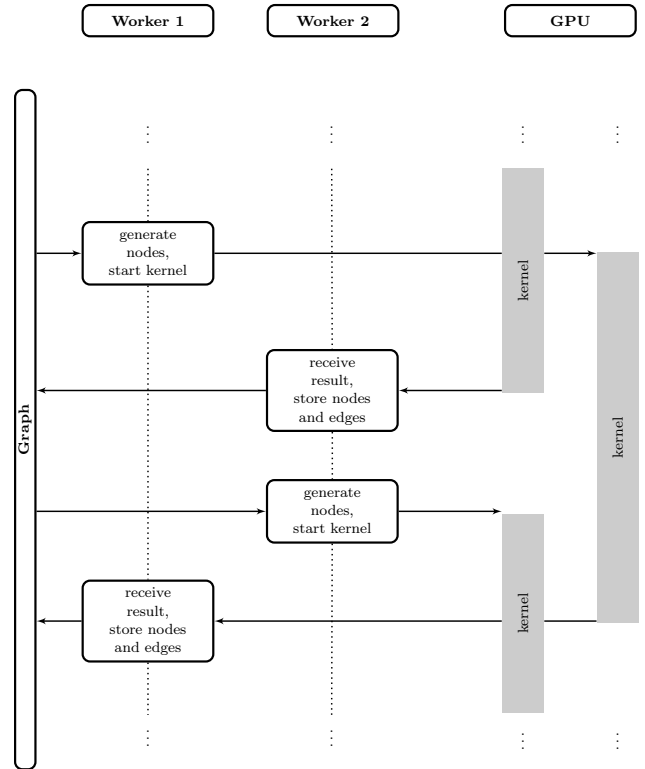 Worker 1
Worker 2
GPU
Graph
generate
nodes,
start kernel
kernel
receive
result,
store nodes
and edges
kernel
generate
nodes,
start kernel
receive
result,
store nodes
and edges
kernel